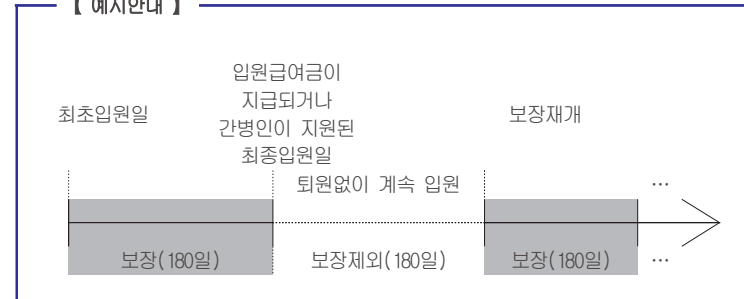 【 예시안내 】
입원급여금이
지급되거나
간병인이 지원된
최종입원일
최초입원일
보장재개
퇴원없이 계속 입원
…
보장(180일)
보장제외(180일)
보장(180일)
…